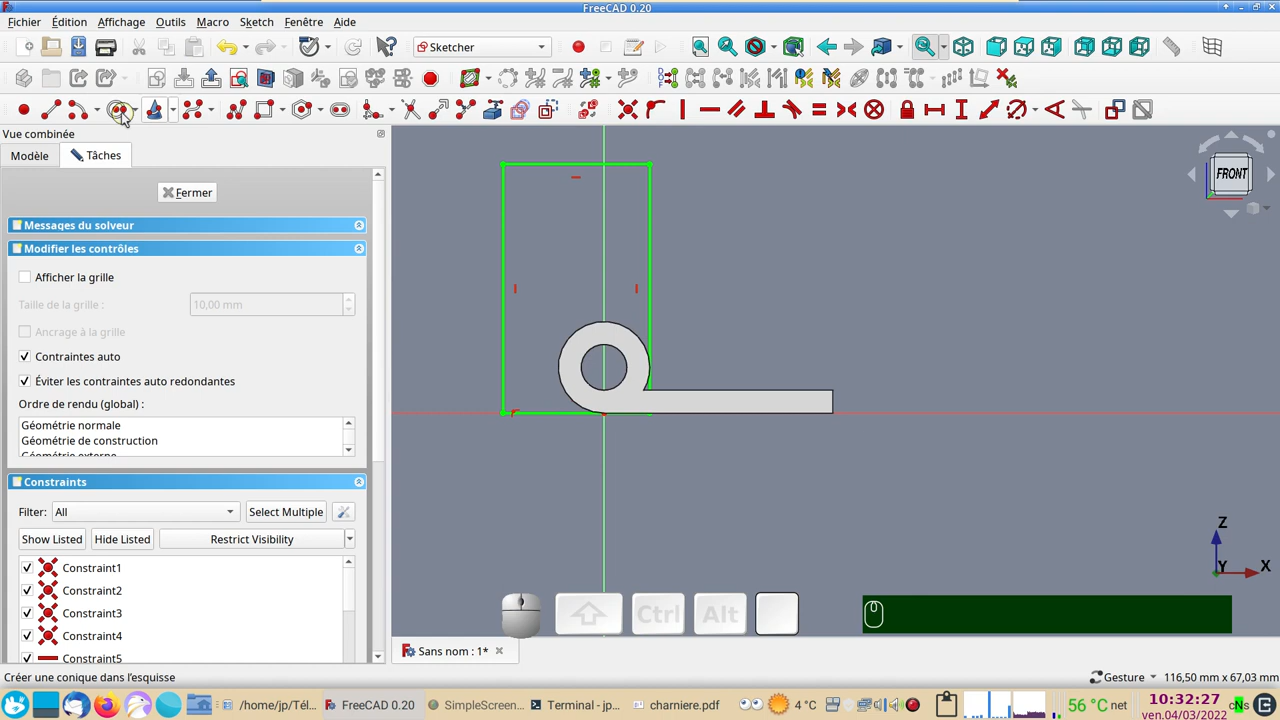 FreeCAD 0.20
Fichier Édition Affichage Outils Macro Sketch Fenêtre Aide
Sketcher
Vue combinée
Modèle Tâches
Fermer
Messages du solveur
Modifier les contrôles
Afficher la grille
Taille de la grille : 10,00 mm
Ancrage à la grille
Contraintes auto
Éviter les contraintes auto redondantes
Ordre de rendu (global) :
Géométrie normale
Géométrie de construction
Géométrie externe
Constraints
Filter: All Select Multiple
Show Listed Hide Listed Restrict Visibility
Constraint1
Constraint2
Constraint3
Constraint4
Constraint5
FRONT
Z
Y X
Ctrl Alt
Sans nom : 1*
Créer une conique dans l'esquisse Gesture 116,50 mm x 67,03 mm
/home/jp/Tél... FreeCAD 0.20 SimpleScreen... Terminal - jp... charniere.pdf 4°C 56 °C net 10:32:27 ven.04/03/2022